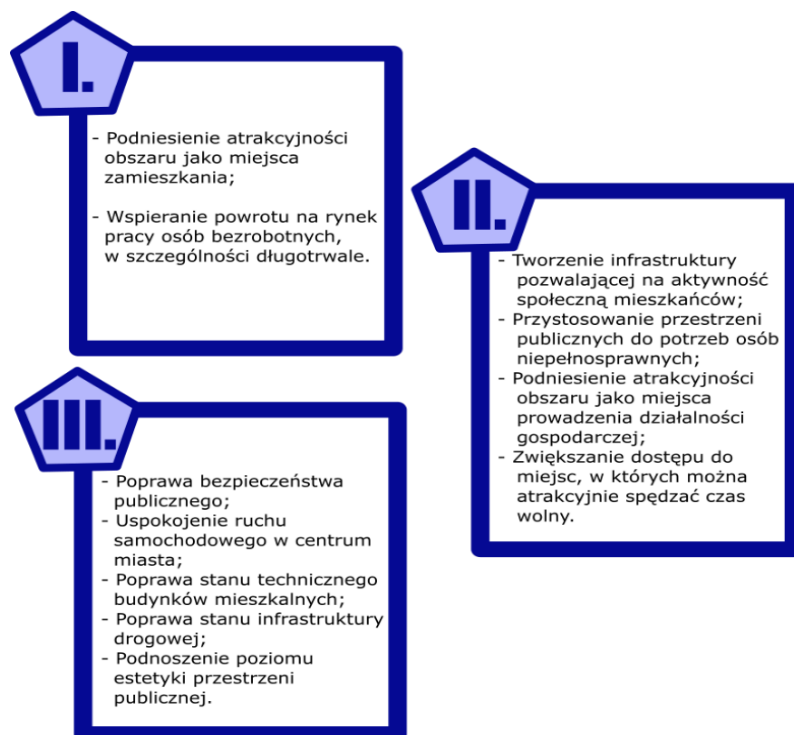 I.
- Podniesienie atrakcyjności
obszaru jako miejsca
zamieszkania;
- Wspieranie powrotu na rynek
pracy osób bezrobotnych,
w szczególności długotrwale.
II.
- Tworzenie infrastruktury
pozwalającej na aktywność
społeczną mieszkańców;
- Przystosowanie przestrzeni
publicznych do potrzeb osób
niepełnosprawnych;
- Podniesienie atrakcyjności
obszaru jako miejsca
prowadzenia działalności
gospodarczej;
- Zwiększanie dostępu do
miejsc, w których można
atrakcyjnie spędzać czas
wolny.
III.
- Poprawa bezpieczeństwa
publicznego;
- Uspokojenie ruchu
samochodowego w centrum
miasta;
- Poprawa stanu technicznego
budynków mieszkalnych;
- Poprawa stanu infrastruktury
drogowej;
- Podnoszenie poziomu
estetyki przestrzeni
publicznej.